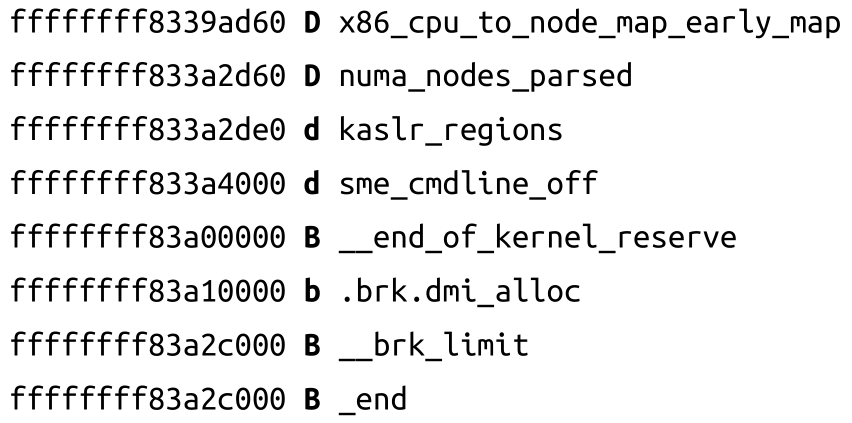 ffffffff8339ad60 D x86_cpu_to_node_map_early_map
ffffffff833a2d60 D numa_nodes_parsed
ffffffff833a2de0 d kaslr_regions
ffffffff833a4000 d sme_cmdline_off
ffffffff83a00000 B __end_of_kernel_reserve
ffffffff83a10000 b .brk.dmi_alloc
ffffffff83a2c000 B __brk_limit
ffffffff83a2c000 B _end